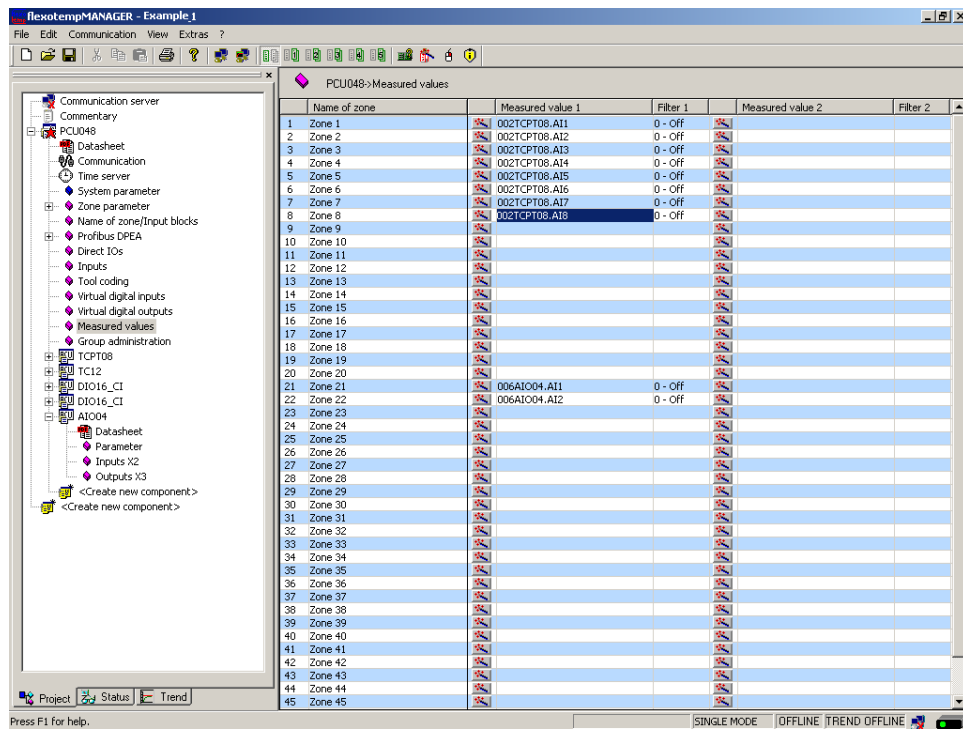 flexotempMANAGER - Example_1
File Edit Communication View Extras ?
PCU048->Measured values
Communication server
Commentary
PCU048
Datasheet
Communication
Time server
System parameter
Zone parameter
Name of zone/Input blocks
Profibus DPEA
Direct IOs
Inputs
Tool coding
Virtual digital inputs
Virtual digital outputs
Measured values
Group administration
TCPT08
TC12
DIO16_CI
DIO16_CI
AIO04
Datasheet
Parameter
Inputs X2
Outputs X3
<Create new component>
<Create new component>
Project Status Trend
Name of zone Measured value 1 Filter 1 Measured value 2 Filter 2
1 Zone 1 002TCPT08.AI1 0 - Off
2 Zone 2 002TCPT08.AI2 0 - Off
3 Zone 3 002TCPT08.AI3 0 - Off
4 Zone 4 002TCPT08.AI4 0 - Off
5 Zone 5 002TCPT08.AI5 0 - Off
6 Zone 6 002TCPT08.AI6 0 - Off
7 Zone 7 002TCPT08.AI7 0 - Off
8 Zone 8 002TCPT08.AI8 0 - Off
9 Zone 9
10 Zone 10
11 Zone 11
12 Zone 12
13 Zone 13
14 Zone 14
15 Zone 15
16 Zone 16
17 Zone 17
18 Zone 18
19 Zone 19
20 Zone 20
21 Zone 21 006AIO04.AI1 0 - Off
22 Zone 22 006AIO04.AI2 0 - Off
23 Zone 23
24 Zone 24
25 Zone 25
26 Zone 26
27 Zone 27
28 Zone 28
29 Zone 29
30 Zone 30
31 Zone 31
32 Zone 32
33 Zone 33
34 Zone 34
35 Zone 35
36 Zone 36
37 Zone 37
38 Zone 38
39 Zone 39
40 Zone 40
41 Zone 41
42 Zone 42
43 Zone 43
44 Zone 44
45 Zone 45
Press F1 for help. SINGLE MODE OFFLINE TREND OFFLINE